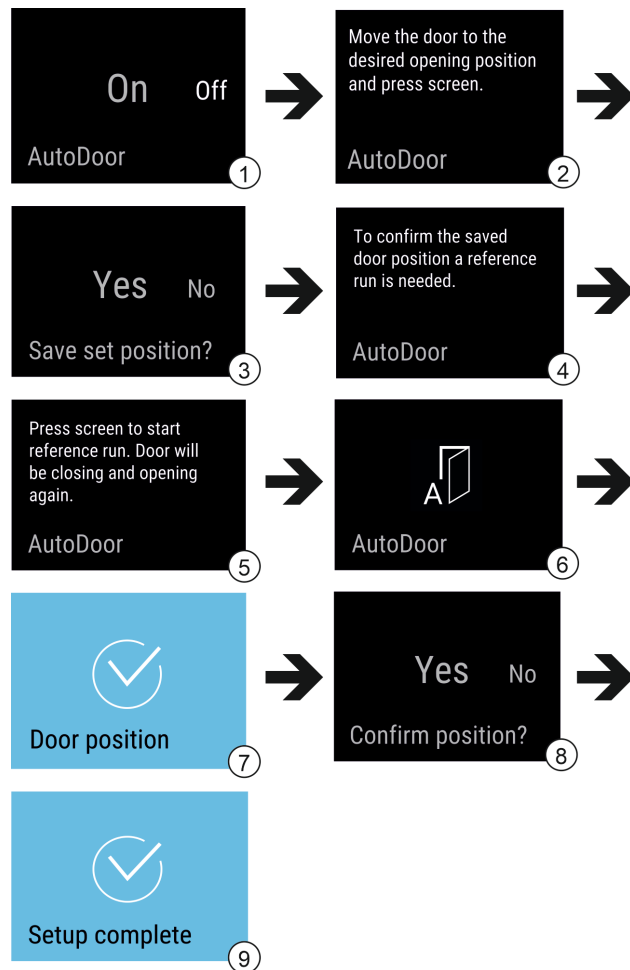 On Off
AutoDoor
1
Move the door to the
desired opening position
and press screen.
AutoDoor
2
Yes No
Save set position?
3
To confirm the saved
door position a reference
run is needed.
AutoDoor
4
Press screen to start
reference run. Door will
be closing and opening
again.
AutoDoor
5
A
AutoDoor
6
Door position
7
Yes No
Confirm position?
8
Setup complete
9